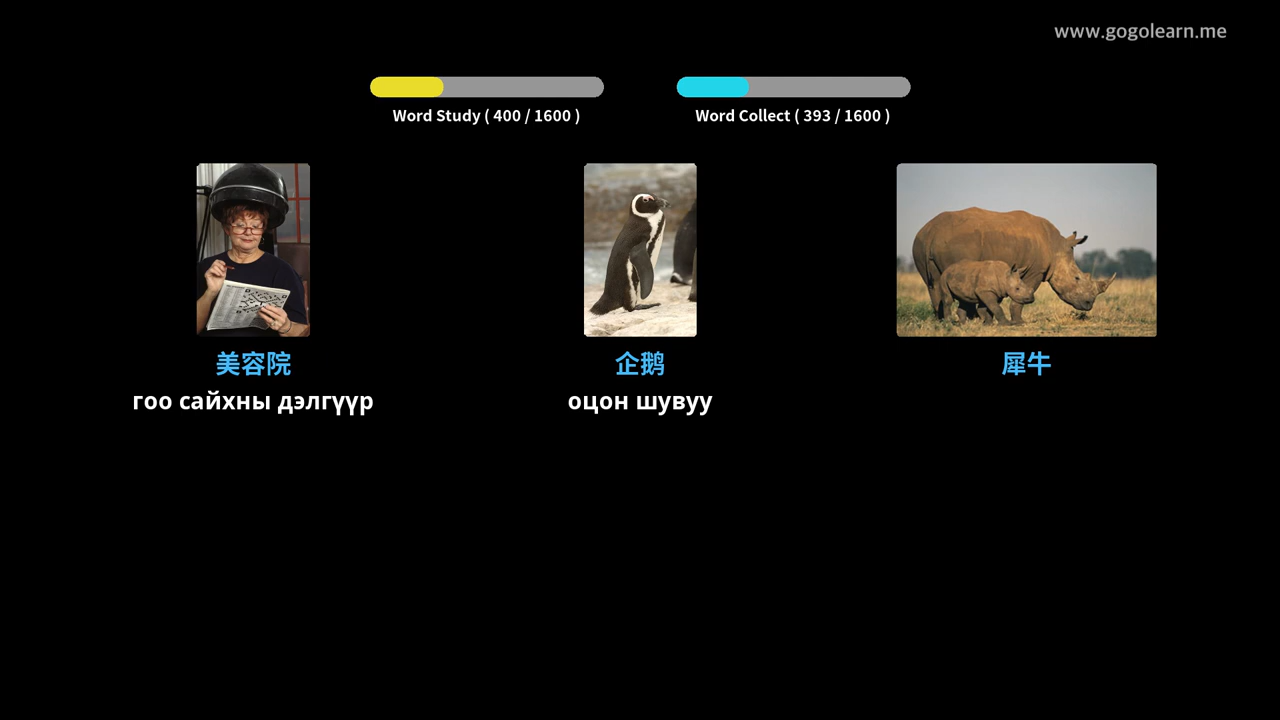 www.gogolearn.me
Word Study ( 400 / 1600 )
Word Collect ( 393 / 1600 )
美容院
企鹅
犀牛
гоо сайхны дэлгүүр
оцон шувуу